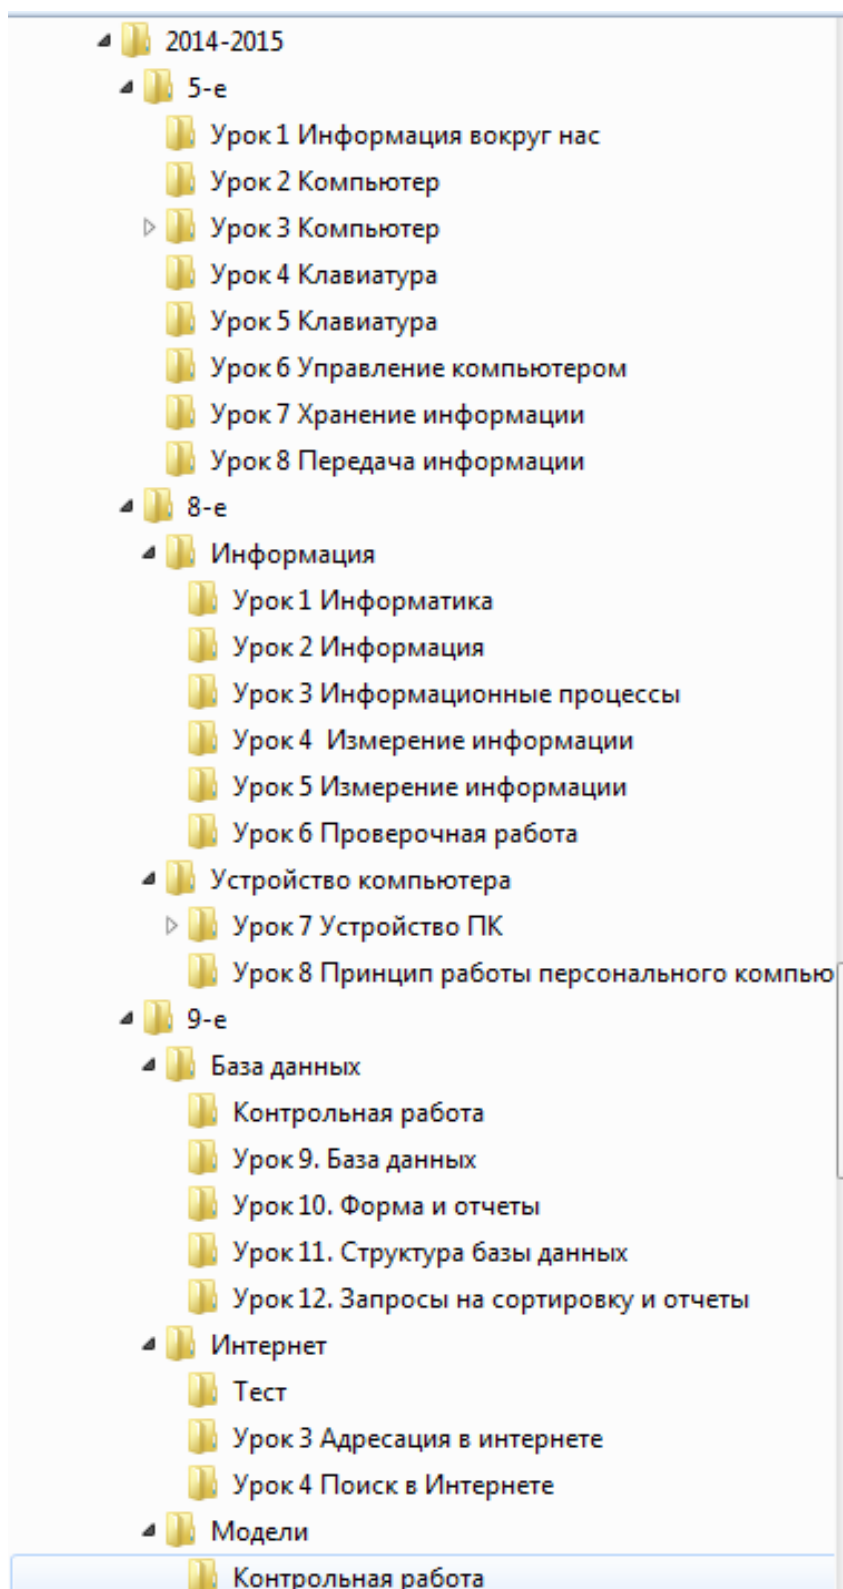 2014-2015
5-е
Урок 1 Информация вокруг нас
Урок 2 Компьютер
Урок 3 Компьютер
Урок 4 Клавиатура
Урок 5 Клавиатура
Урок 6 Управление компьютером
Урок 7 Хранение информации
Урок 8 Передача информации
8-е
Информация
Урок 1 Информатика
Урок 2 Информация
Урок 3 Информационные процессы
Урок 4  Измерение информации
Урок 5 Измерение информации
Урок 6 Проверочная работа
Устройство компьютера
Урок 7 Устройство ПК
Урок 8 Принцип работы персонального компью
9-е
База данных
Контрольная работа
Урок 9. База данных
Урок 10. Форма и отчеты
Урок 11. Структура базы данных
Урок 12. Запросы на сортировку и отчеты
Интернет
Тест
Урок 3 Адресация в интернете
Урок 4 Поиск в Интернете
Модели
Контрольная работа